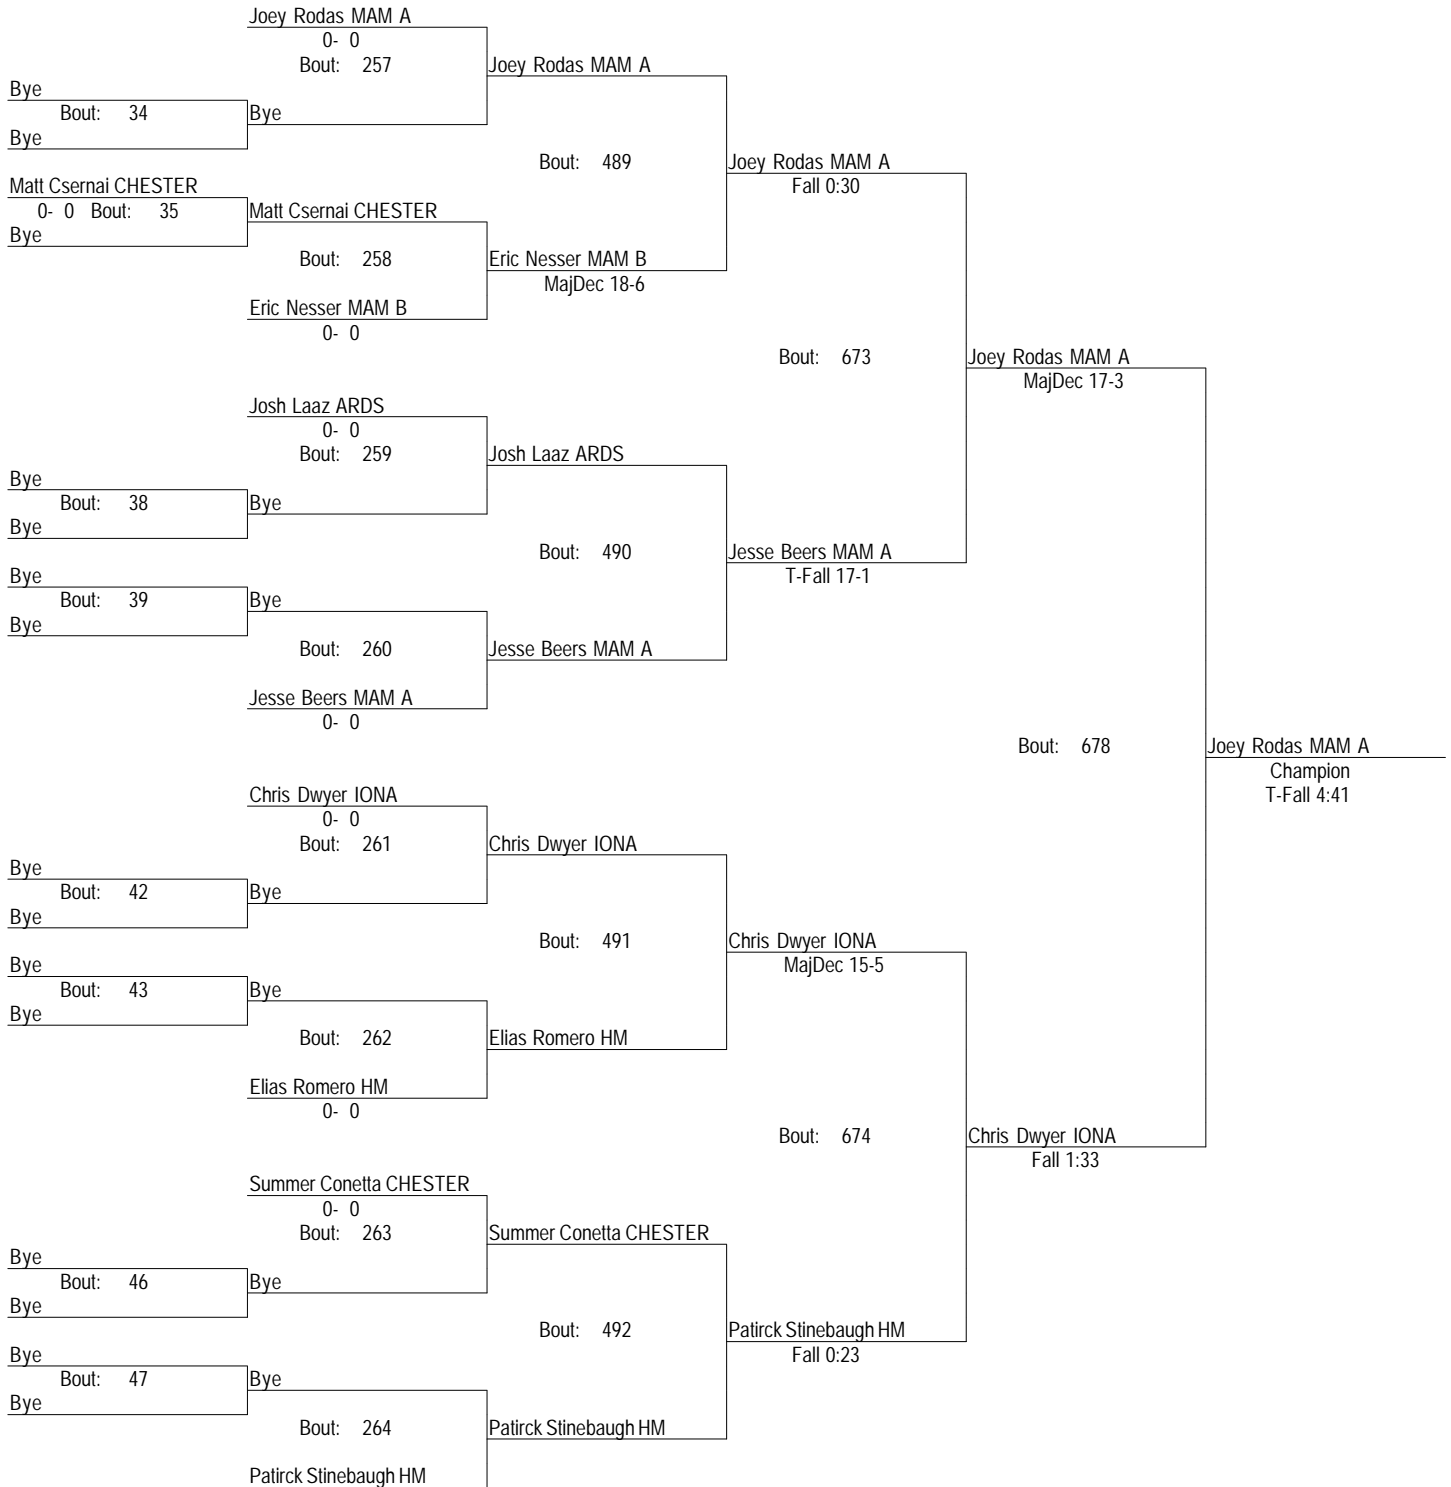 Joey Rodas MAM A
0- 0
Bout: 257
Joey Rodas MAM A
Bye
Bout: 34
Bye
Bye
Bout: 489
Joey Rodas MAM A
Fall 0:30
Matt Csernai CHESTER
0- 0 Bout: 35
Matt Csernai CHESTER
Bye
Bout: 258
Eric Nesser MAM B
MajDec 18-6
Eric Nesser MAM B
0- 0
Bout: 673
Joey Rodas MAM A
MajDec 17-3
Josh Laaz ARDS
0- 0
Bout: 259
Josh Laaz ARDS
Bye
Bout: 38
Bye
Bye
Bout: 490
Jesse Beers MAM A
T-Fall 17-1
Bye
Bout: 39
Bye
Bye
Bout: 260
Jesse Beers MAM A
Jesse Beers MAM A
0- 0
Bout: 678
Joey Rodas MAM A
Champion
T-Fall 4:41
Chris Dwyer IONA
0- 0
Bout: 261
Chris Dwyer IONA
Bye
Bout: 42
Bye
Bye
Bout: 491
Chris Dwyer IONA
MajDec 15-5
Bye
Bout: 43
Bye
Bye
Bout: 262
Elias Romero HM
Elias Romero HM
0- 0
Bout: 674
Chris Dwyer IONA
Fall 1:33
Summer Conetta CHESTER
0- 0
Bout: 263
Summer Conetta CHESTER
Bye
Bout: 46
Bye
Bye
Bout: 492
Patirck Stinebaugh HM
Fall 0:23
Bye
Bout: 47
Bye
Bye
Bout: 264
Patirck Stinebaugh HM
Patirck Stinebaugh HM